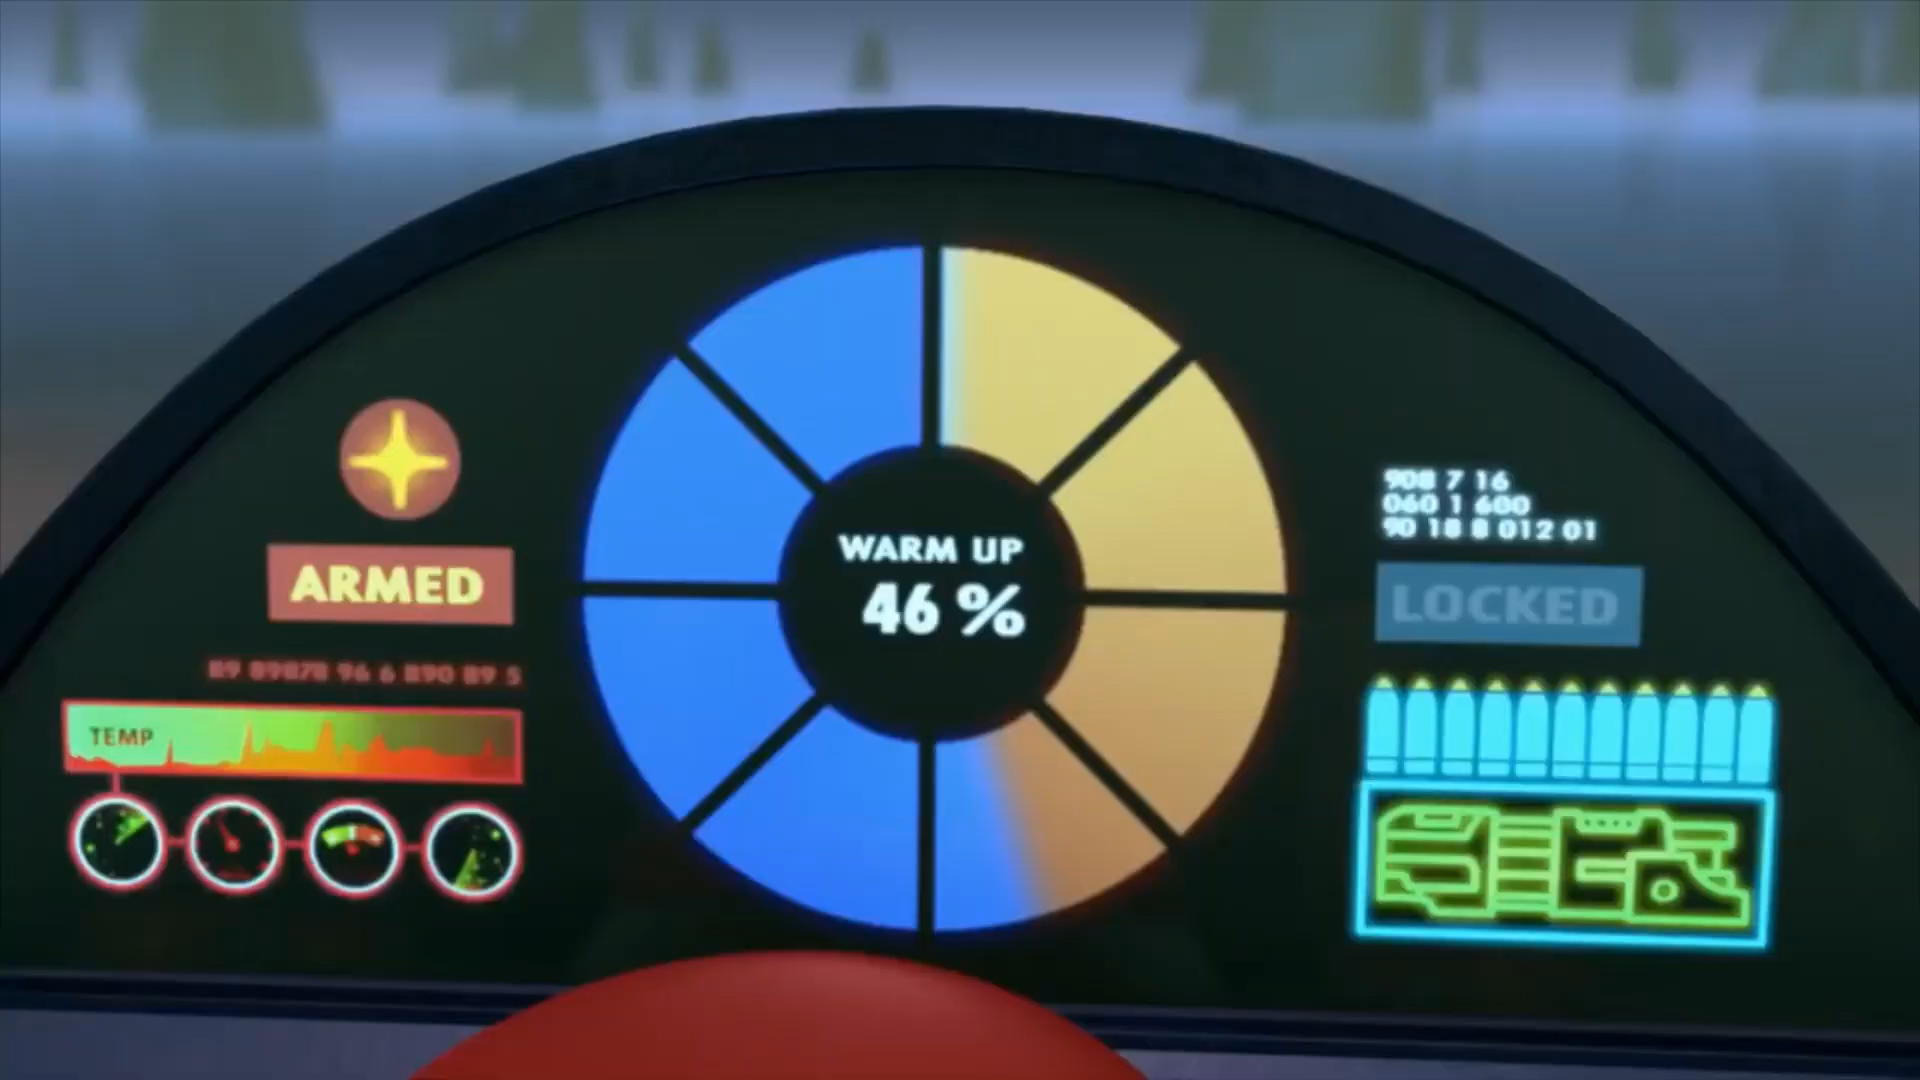 WARM UP
46 %
ARMED
908 7 16
060 1 600
90 18 8 012 01
LOCKED
TEMP